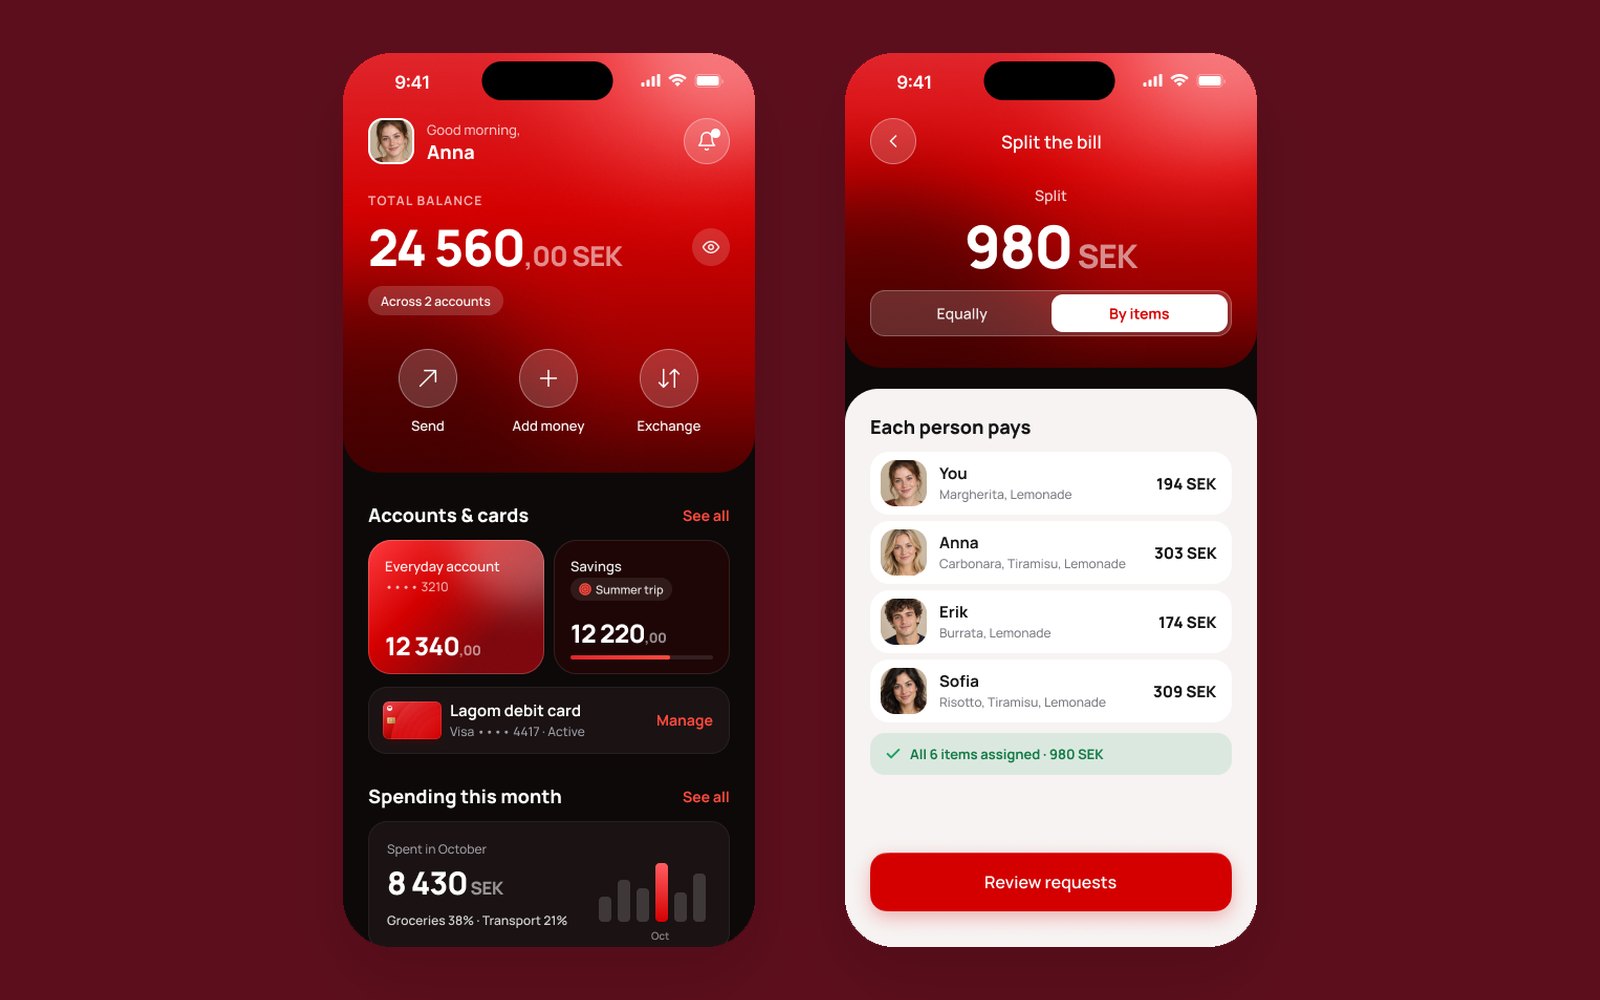 9:41
Good morning,
Anna
TOTAL BALANCE
24 560,00 SEK
Across 2 accounts
Send
Add money
Exchange
Accounts & cards
See all
Everyday account
•••• 3210
12 340,00
Savings
Summer trip
12 220,00
Lagom debit card
Visa •••• 4417 · Active
Manage
Spending this month
See all
Spent in October
8 430 SEK
Groceries 38% · Transport 21%
Oct
9:41
Split the bill
Split
980 SEK
Equally
By items
Each person pays
You
Margherita, Lemonade
194 SEK
Anna
Carbonara, Tiramisu, Lemonade
303 SEK
Erik
Burrata, Lemonade
174 SEK
Sofia
Risotto, Tiramisu, Lemonade
309 SEK
All 6 items assigned · 980 SEK
Review requests